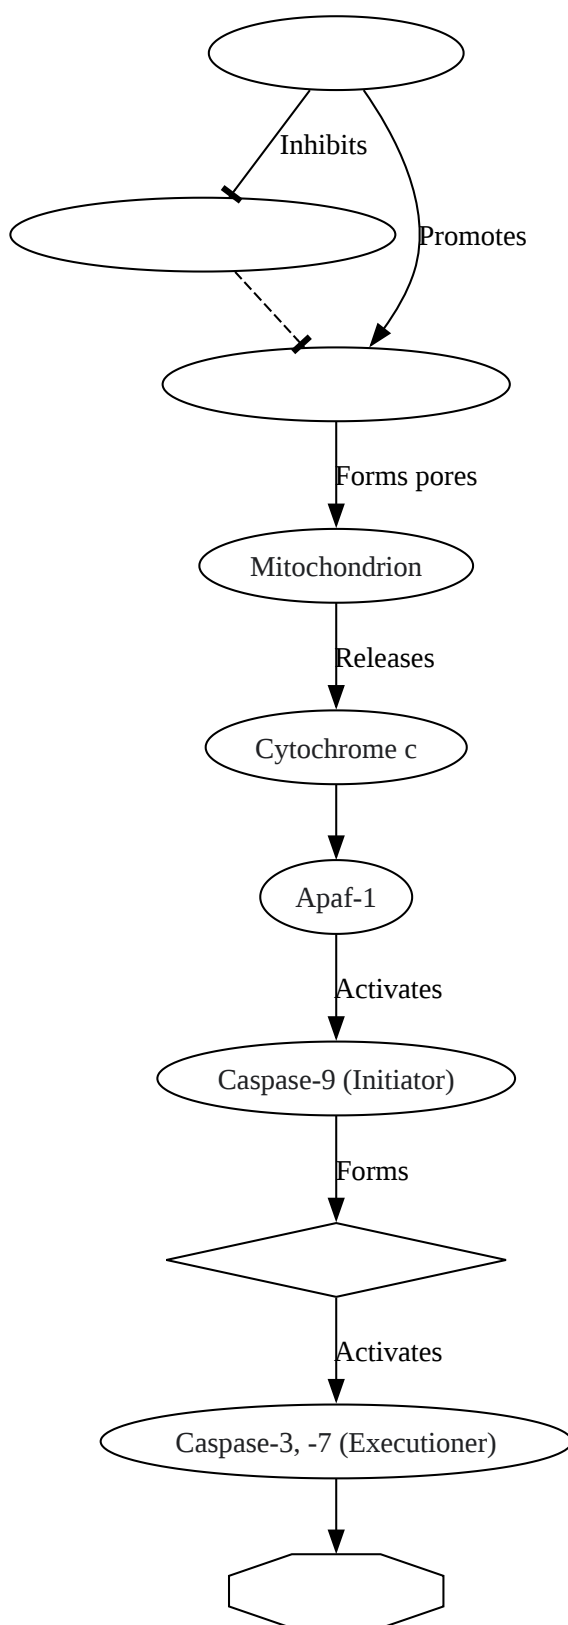 Inhibits
Promotes
Forms pores
Mitochondrion
Releases
Cytochrome c
Apaf-1
Activates
Caspase-9 (Initiator)
Forms
Activates
Caspase-3, -7 (Executioner)